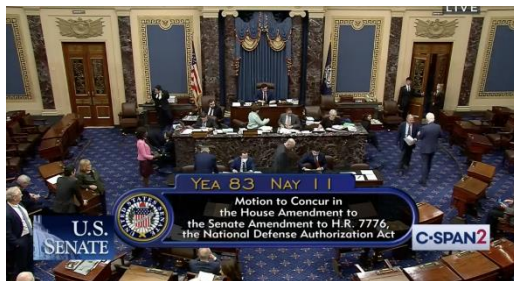 LIVE
YEA 83 NAY 11
Motion to Concur in
the House Amendment to
the Senate Amendment to H.R. 7776,
the National Defense Authorization Act
U.S.
SENATE
C-SPAN2